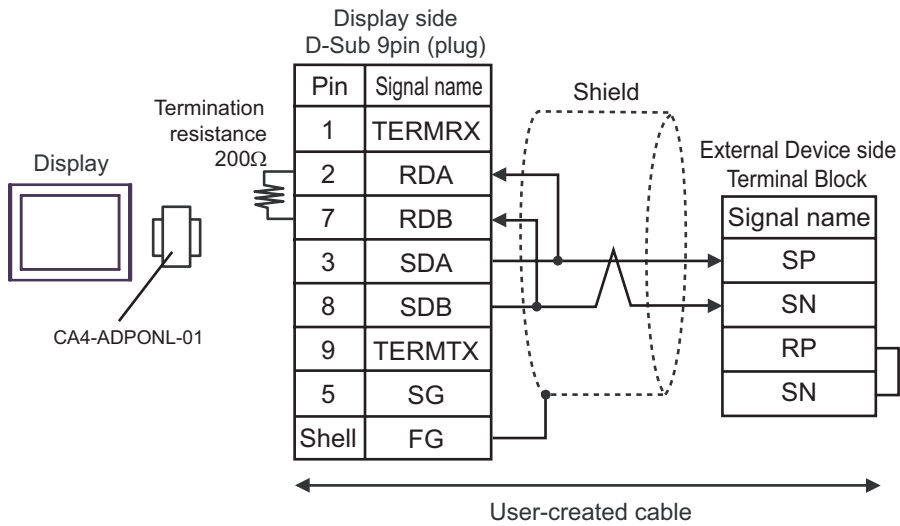 Display side
D-Sub 9pin (plug)
Pin Signal name
1 TERMRX
2 RDA
7 RDB
3 SDA
8 SDB
9 TERMTX
5 SG
Shell FG
Termination
resistance
200Ω
Display
CA4-ADPONL-01
Shield
External Device side
Terminal Block
Signal name
SP
SN
RP
SN
User-created cable